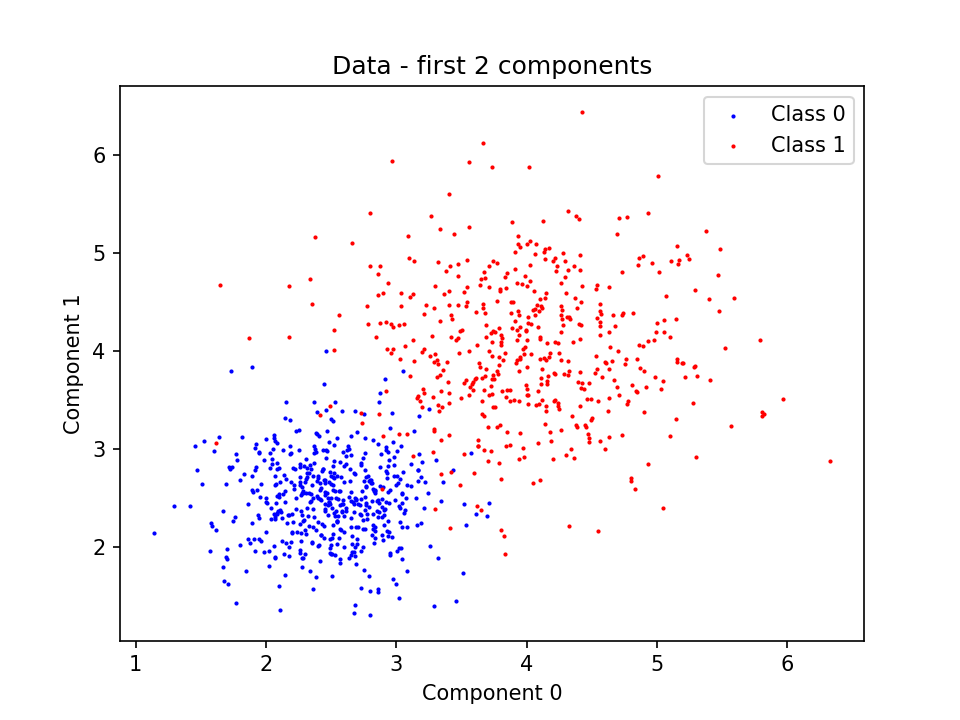 Data - first 2 components
Class 0
Class 1
6
5
4
3
2
Component 1
1 2 3 4 5 6
Component 0